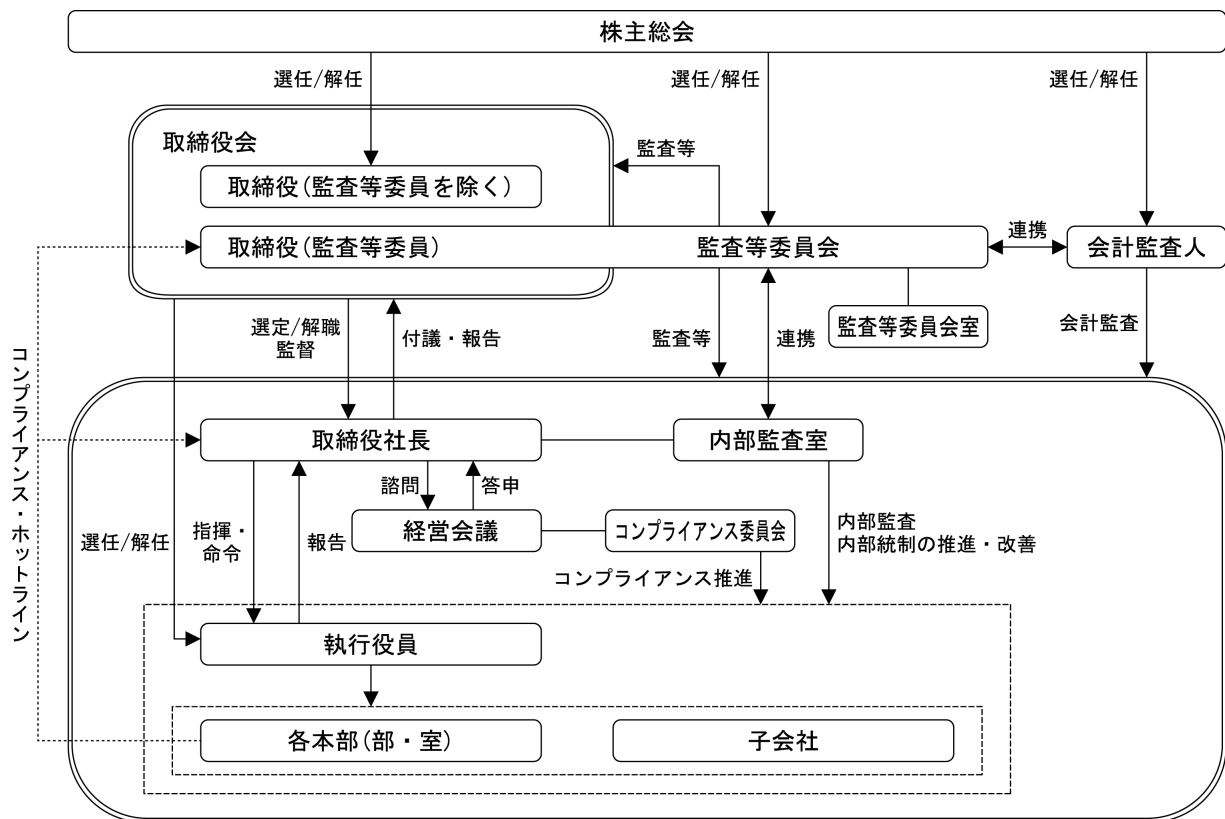 株主総会
選任/解任
選任/解任
選任/解任
取締役会
監査等
取締役(監査等委員を除く)
取締役(監査等委員)
監査等委員会
連携
会計監査人
監査等委員会室
選定/解職
監督
付議・報告
監査等
連携
会計監査
コンプライアンス・ホットライン
取締役社長
内部監査室
諮問
答申
経営会議
コンプライアンス委員会
選任/解任
指揮・
命令
報告
内部監査
内部統制の推進・改善
コンプライアンス推進
執行役員
各本部(部・室)
子会社